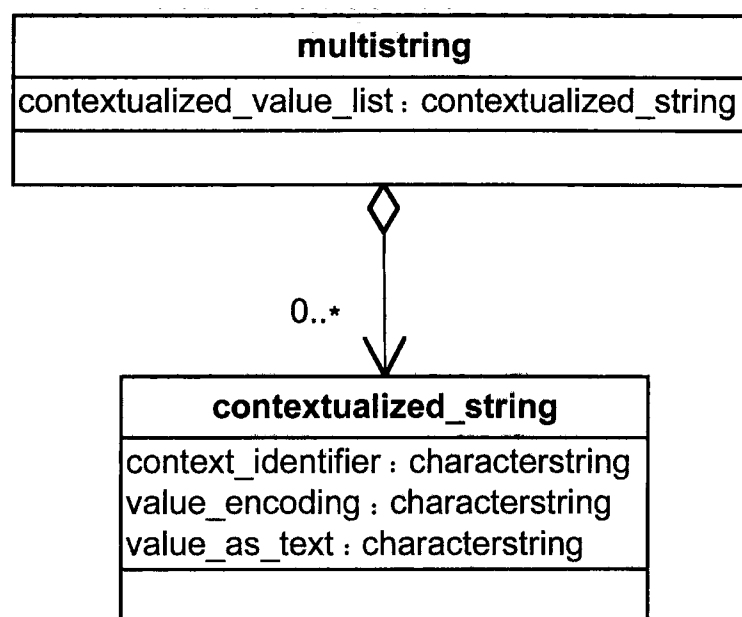 multistring
contextualized_value_list : contextualized_string
0..*
contextualized_string
context_identifier : characterstring
value_encoding : characterstring
value_as_text : characterstring